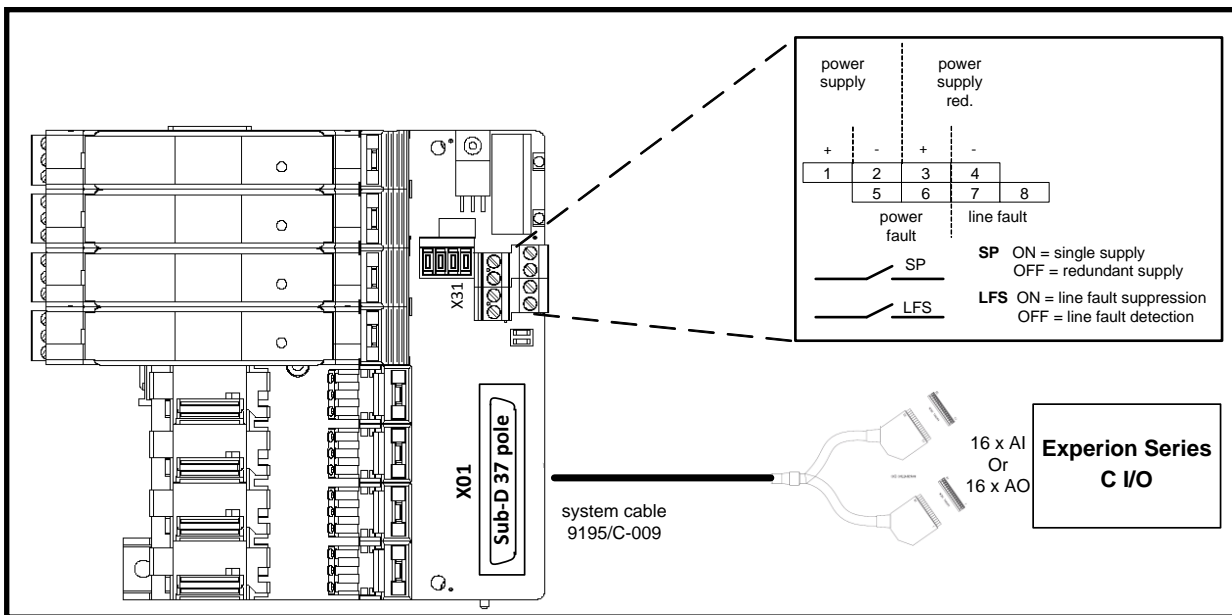 power
supply
power
supply
red.
+ - + -
1 2 3 4
5 6 7 8
power
fault
line fault
SP
SP ON = single supply
OFF = redundant supply
LFS
LFS ON = line fault suppression
OFF = line fault detection
X31
X01
Sub-D 37 pole
system cable
9195/C-009
16 x AI
Or
16 x AO
Experion Series
C I/O